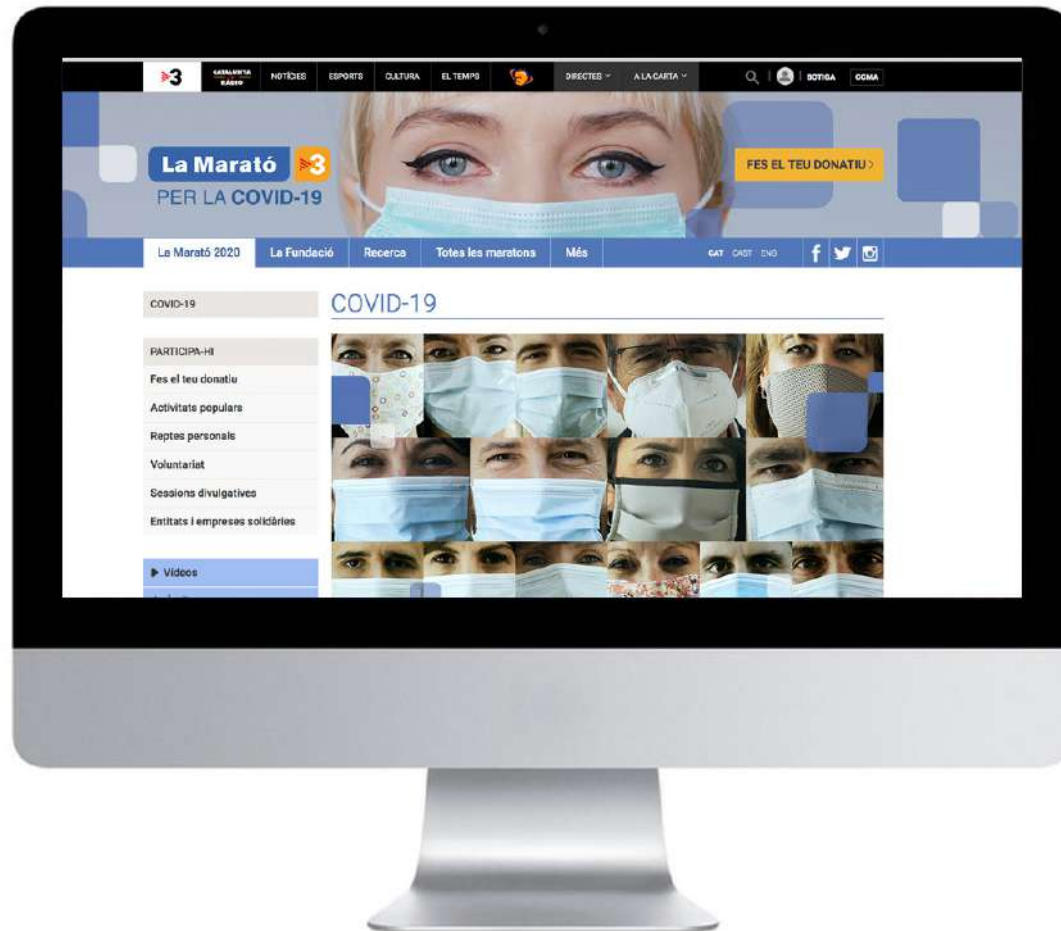 3
CATALUNYA
RÀDIO
NOTÍCIES
ESPORTS
CULTURA
EL TEMPS
DIRECTES
A LA CARTA
BOTIGA
CCMA
La Marató 3
PER LA COVID-19
FES EL TEU DONATIU >
La Marató 2020
La Fundació
Recerca
Totes les maratons
Més
CAT CAST ENG
COVID-19
PARTICIPA-HI
Fes el teu donatiu
Activitats populars
Reptes personals
Voluntariat
Sessions divulgatives
Entitats i empreses solidàries
Vídeos
COVID-19